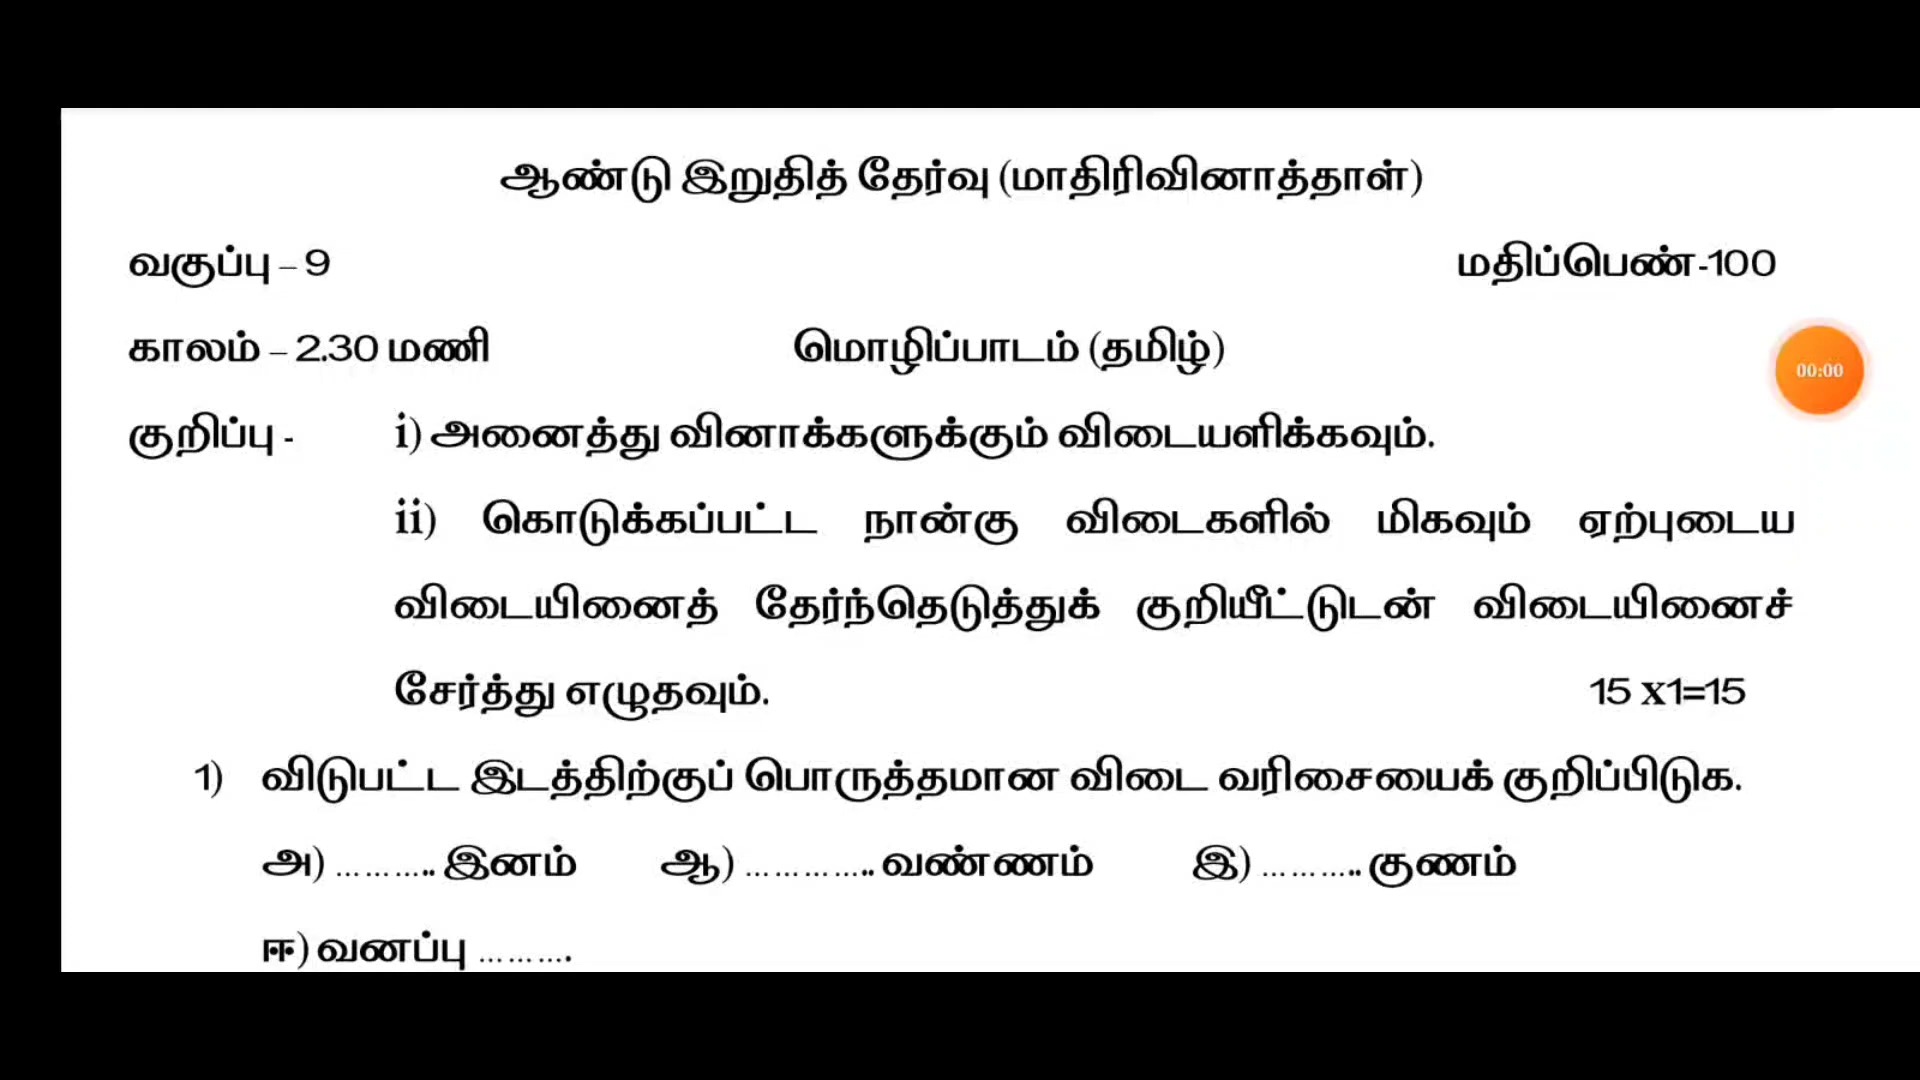 ஆண்டு இறுதித் தேர்வு (மாதிரிவினாத்தாள்)
வகுப்பு – 9 மதிப்பெண்-100
காலம் – 2.30 மணி மொழிப்பாடம் (தமிழ்)
00:00
குறிப்பு - i) அனைத்து வினாக்களுக்கும் விடையளிக்கவும்.
ii) கொடுக்கப்பட்ட நான்கு விடைகளில் மிகவும் ஏற்புடைய
விடையினைத் தேர்ந்தெடுத்துக் குறியீட்டுடன் விடையினைச்
சேர்த்து எழுதவும். 15 x1=15
1) விடுபட்ட இடத்திற்குப் பொருத்தமான விடை வரிசையைக் குறிப்பிடுக.
அ) ……….. இனம் ஆ) ………….. வண்ணம் இ) ……….. குணம்
ஈ) வனப்பு ……….